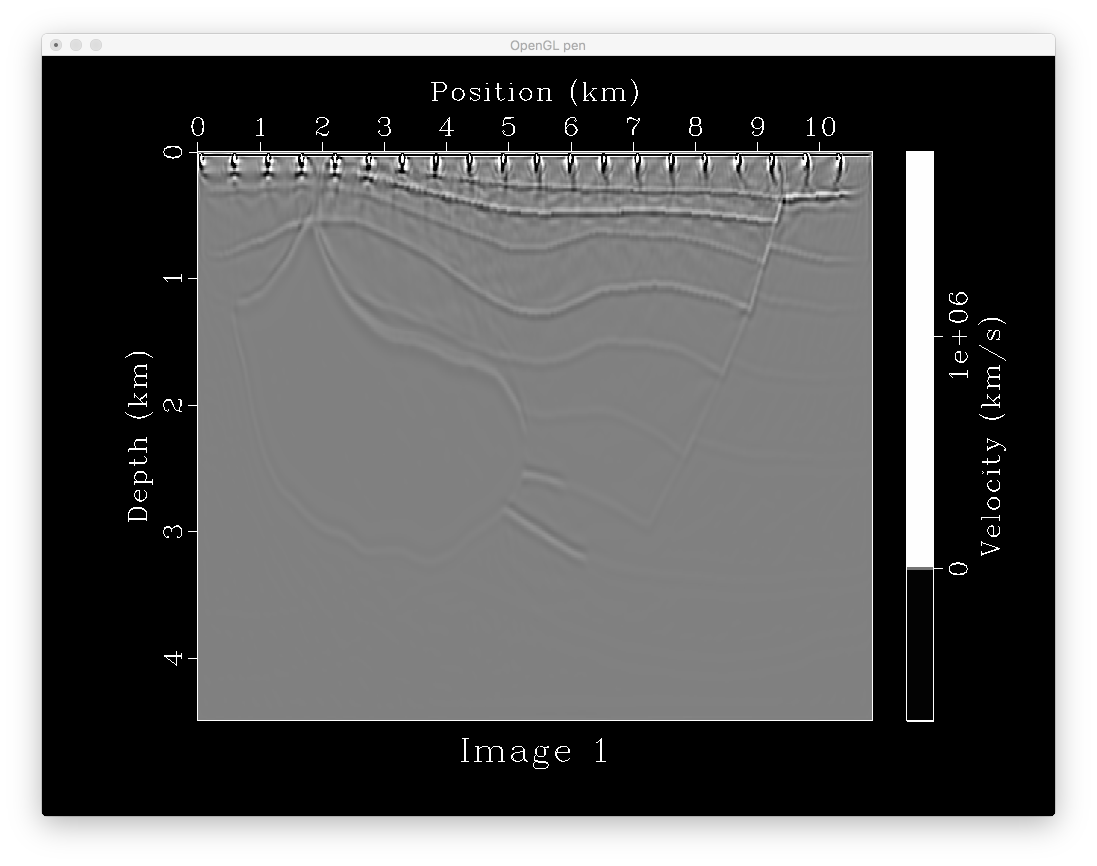 OpenGL pen
Position (km)
0 1 2 3 4 5 6 7 8 9 10
0
1
2
3
4
Depth (km)
1e+06
0
Velocity (km/s)
Image 1